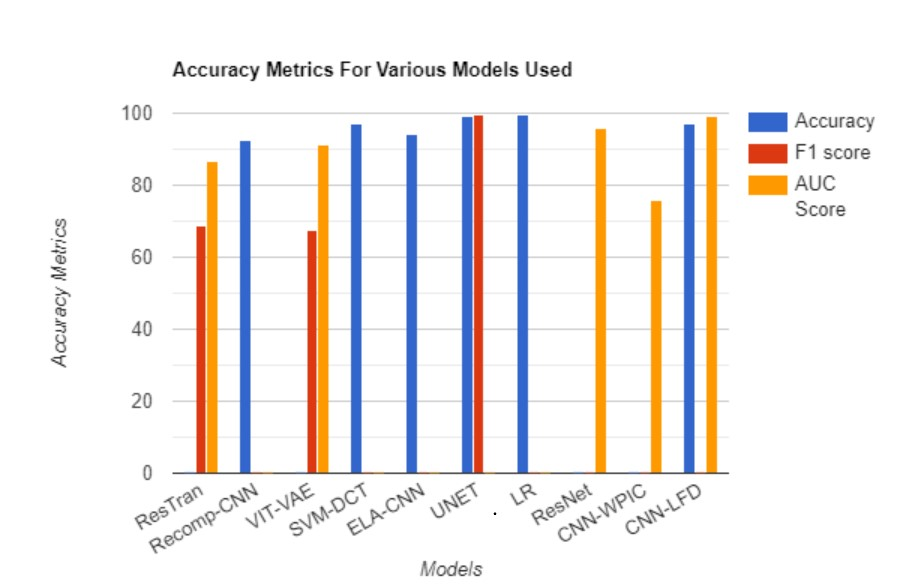 Accuracy Metrics For Various Models Used
100
80
60
40
20
0
Accuracy Metrics
Accuracy
F1 score
AUC
Score
ResTran
Recomp-CNN
VIT-VAE
SVM-DCT
ELA-CNN
UNET
LR
ResNet
CNN-WPIC
CNN-LFD
Models